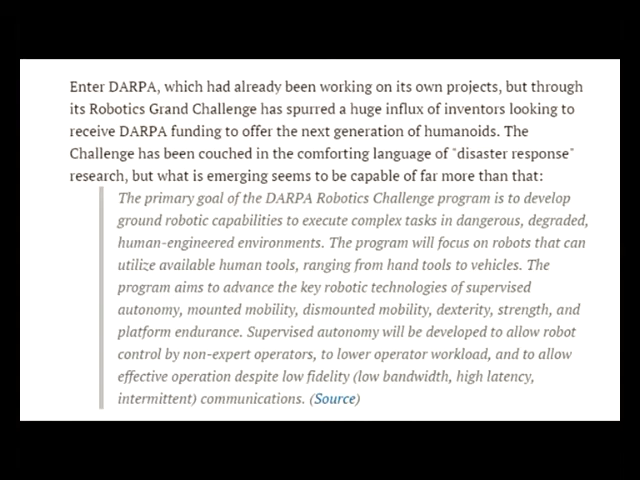 Enter DARPA, which had already been working on its own projects, but through
its Robotics Grand Challenge has spurred a huge influx of inventors looking to
receive DARPA funding to offer the next generation of humanoids. The
Challenge has been couched in the comforting language of "disaster response"
research, but what is emerging seems to be capable of far more than that:
The primary goal of the DARPA Robotics Challenge program is to develop
ground robotic capabilities to execute complex tasks in dangerous, degraded,
human-engineered environments. The program will focus on robots that can
utilize available human tools, ranging from hand tools to vehicles. The
program aims to advance the key robotic technologies of supervised
autonomy, mounted mobility, dismounted mobility, dexterity, strength, and
platform endurance. Supervised autonomy will be developed to allow robot
control by non-expert operators, to lower operator workload, and to allow
effective operation despite low fidelity (low bandwidth, high latency,
intermittent) communications. (Source)